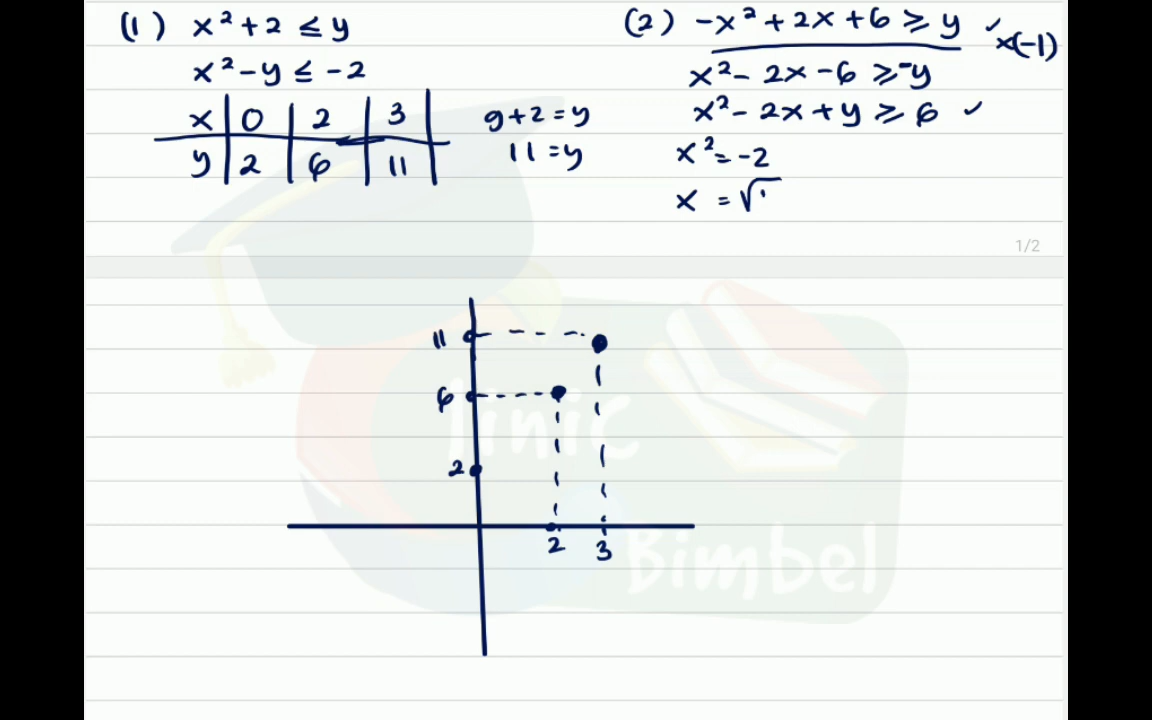 (1) x² + 2 ≤ y
x² - y ≤ -2
x | 0 | 2 | 3
y | 2 | 6 | 11
9 + 2 = y
11 = y
(2) -x² + 2x + 6 ≥ y ✓ x(-1)
x² - 2x - 6 ≥ -y
x² - 2x + y ≥ 6 ✓
x² = -2
x = √
1/2
11
6
2
2 3
linic
Bimbel